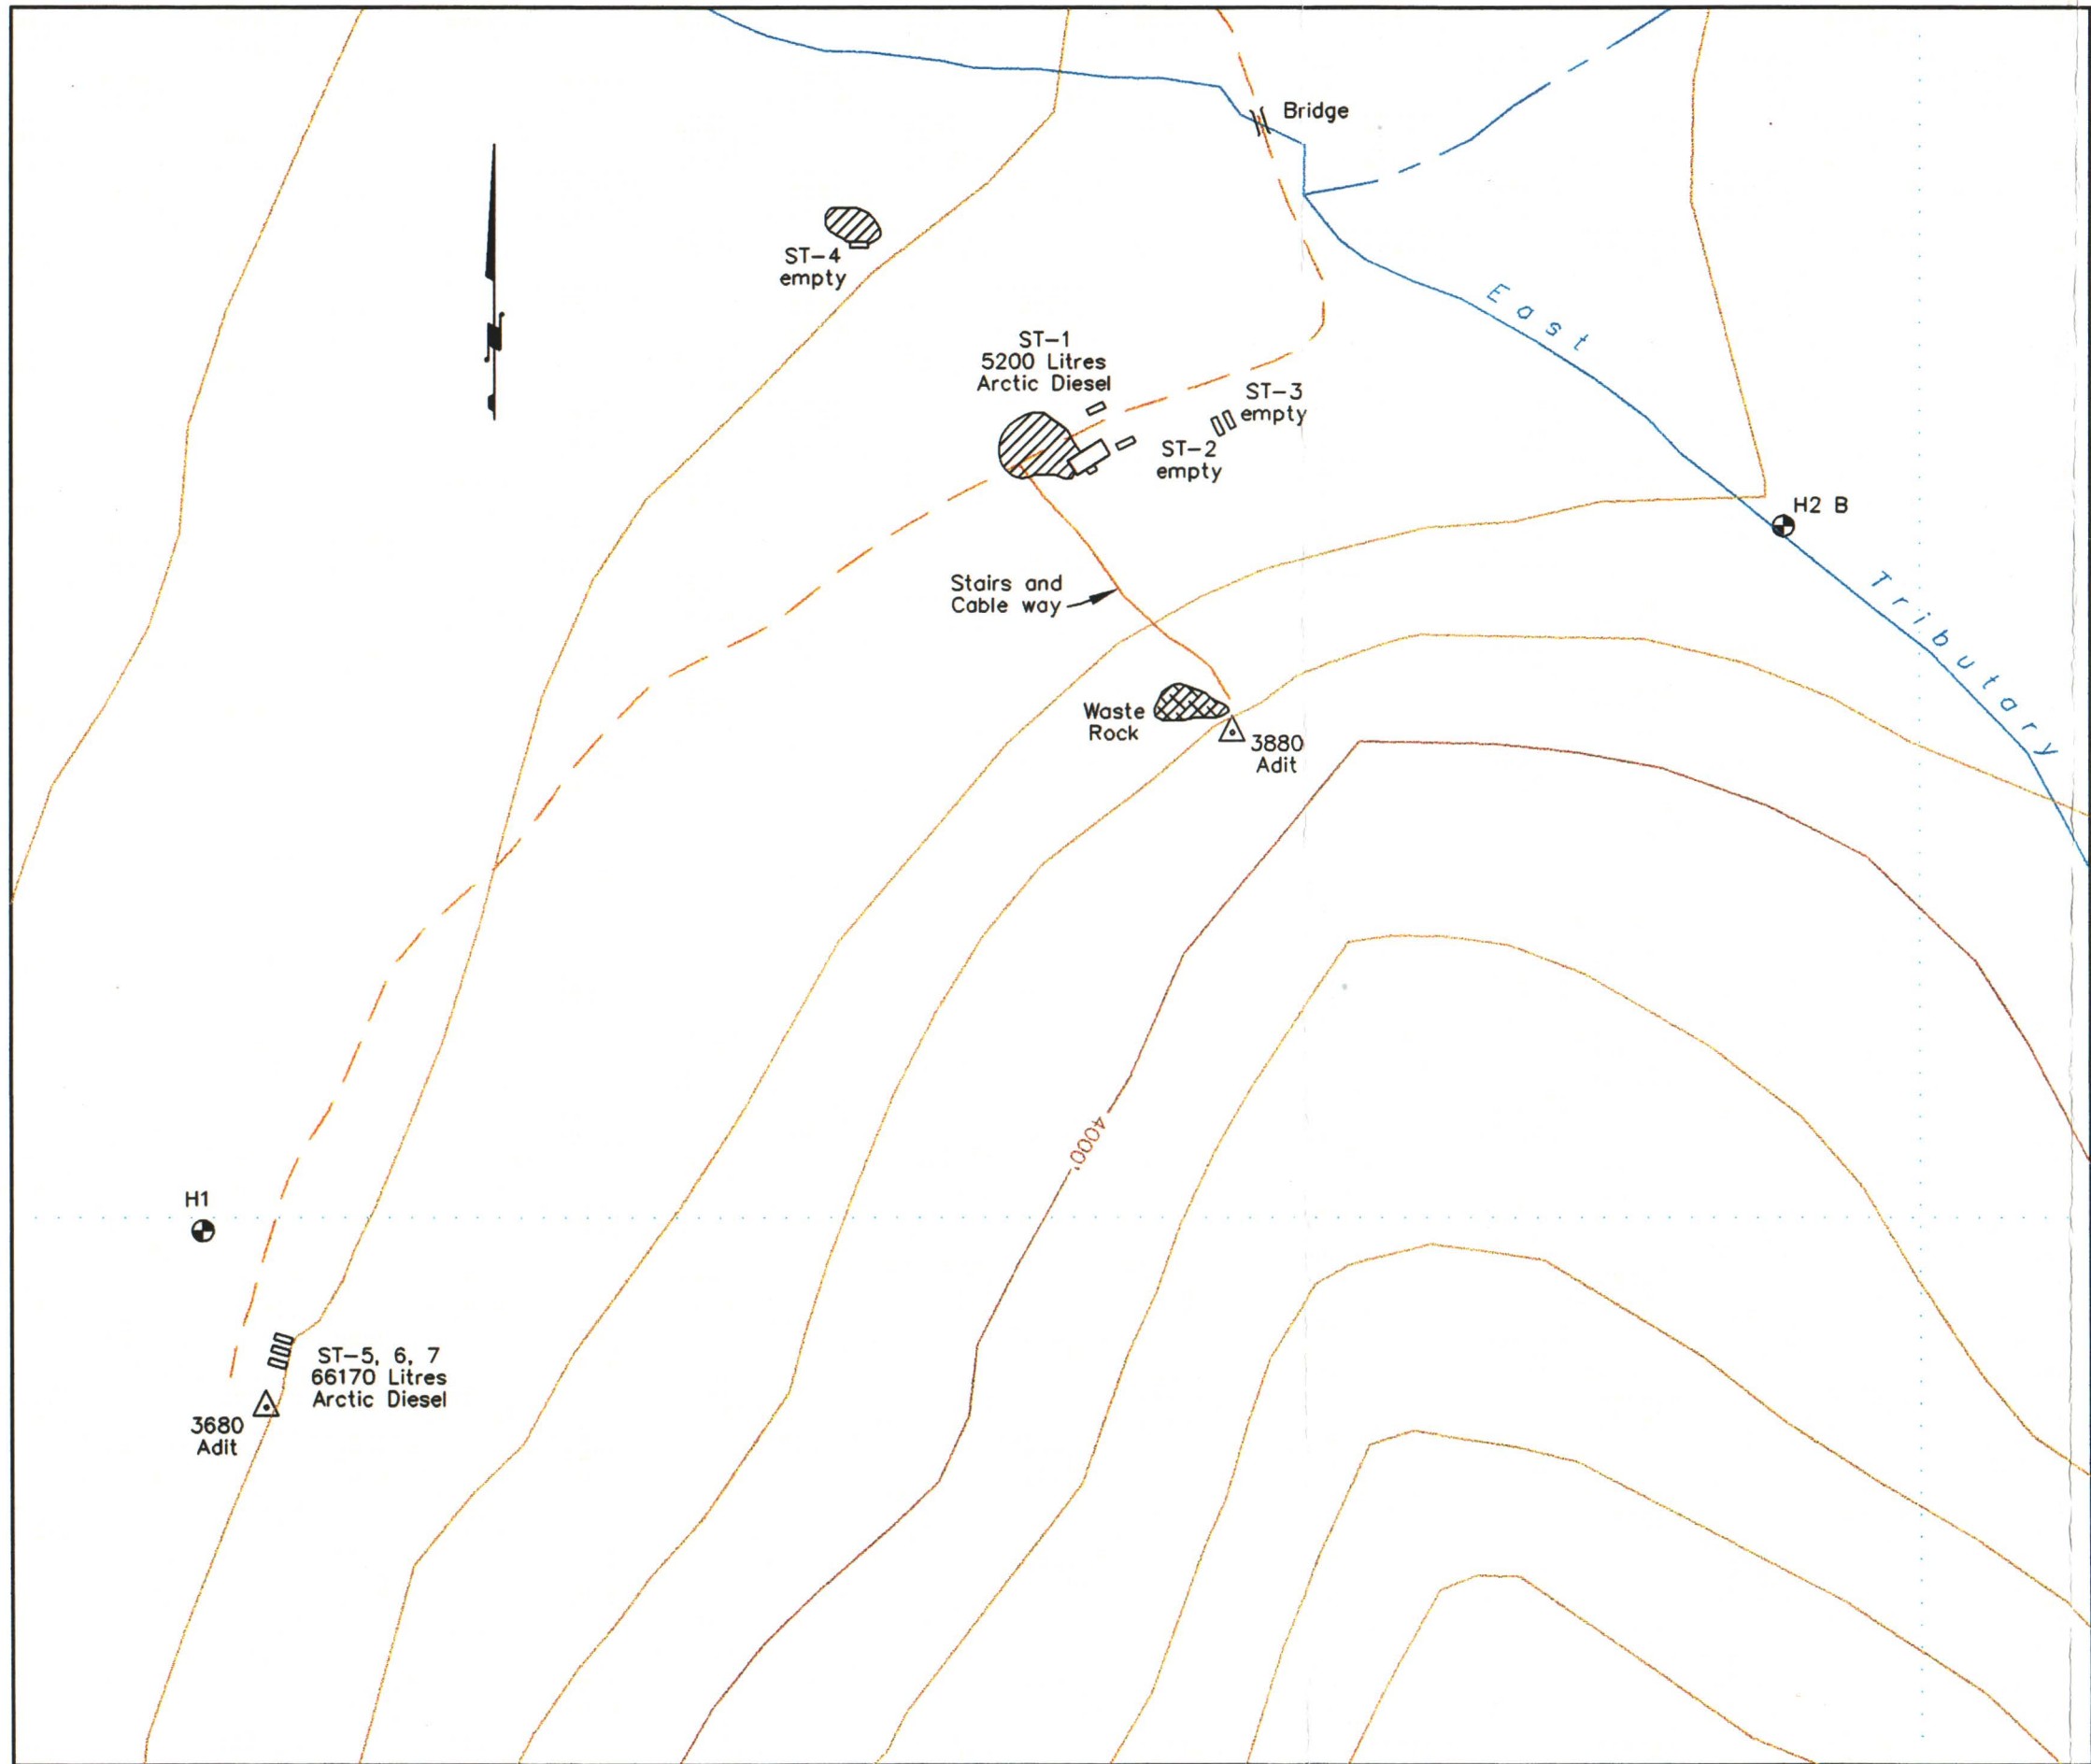 Bridge
ST-4
empty
East
ST-1
5200 Litres
Arctic Diesel
ST-3
empty
ST-2
empty
H2 B
Stairs and
Cable way
Tributary
Waste
Rock
3880
Adit
4000'
H1
ST-5, 6, 7
66170 Litres
Arctic Diesel
3680
Adit